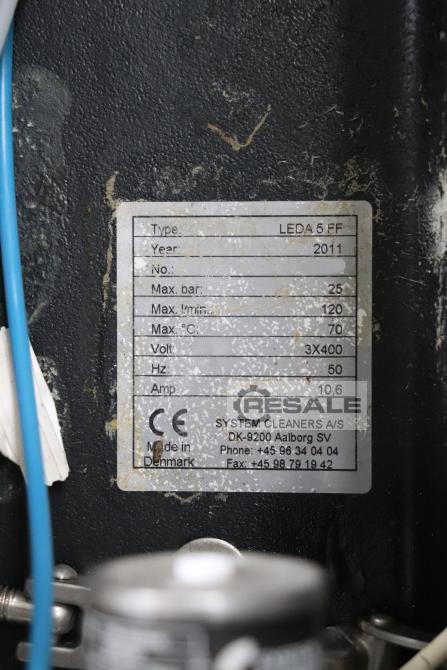 Type: LEDA 5 FF
Year: 2011
No.:
Max. bar: 25
Max. l/min.: 120
Max. °C: 70
Volt 3X400
Hz 50
Amp 10,6
RESALE
CE SYSTEM CLEANERS A/S
DK-9200 Aalborg SV
Made in Phone: +45 96 34 04 04
Denmark Fax: +45 98 79 19 42